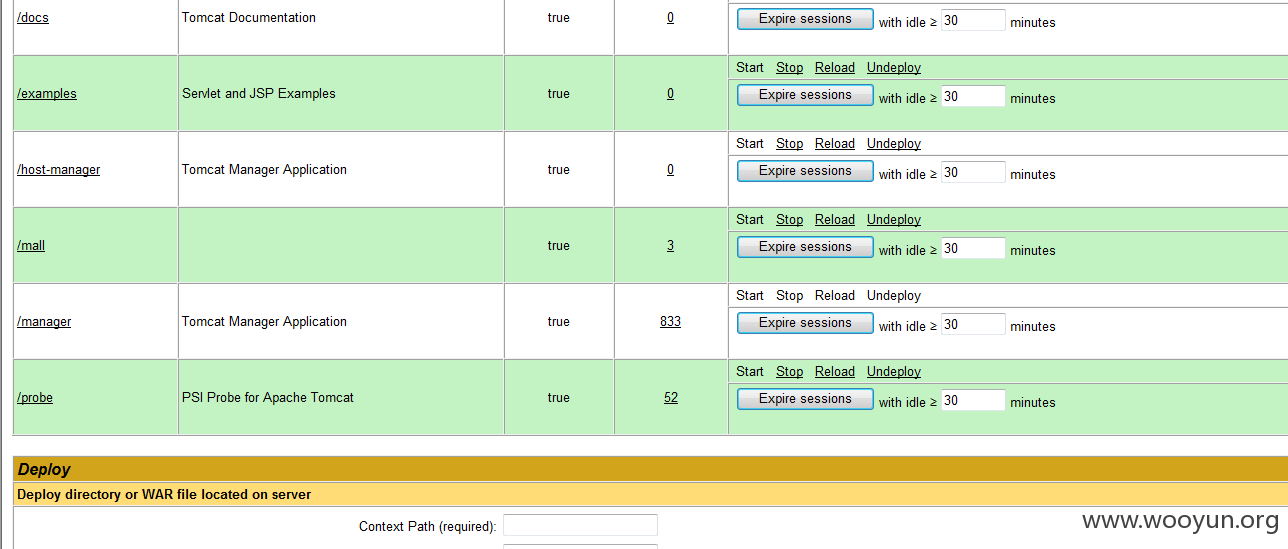 /docs Tomcat Documentation true 0 Expire sessions with idle ≥ 30 minutes
Start Stop Reload Undeploy
/examples Servlet and JSP Examples true 0 Expire sessions with idle ≥ 30 minutes
Start Stop Reload Undeploy
/host-manager Tomcat Manager Application true 0 Expire sessions with idle ≥ 30 minutes
Start Stop Reload Undeploy
/mall true 3 Expire sessions with idle ≥ 30 minutes
Start Stop Reload Undeploy
/manager Tomcat Manager Application true 833 Expire sessions with idle ≥ 30 minutes
Start Stop Reload Undeploy
/probe PSI Probe for Apache Tomcat true 52 Expire sessions with idle ≥ 30 minutes
Deploy
Deploy directory or WAR file located on server
Context Path (required):
www.wooyun.org